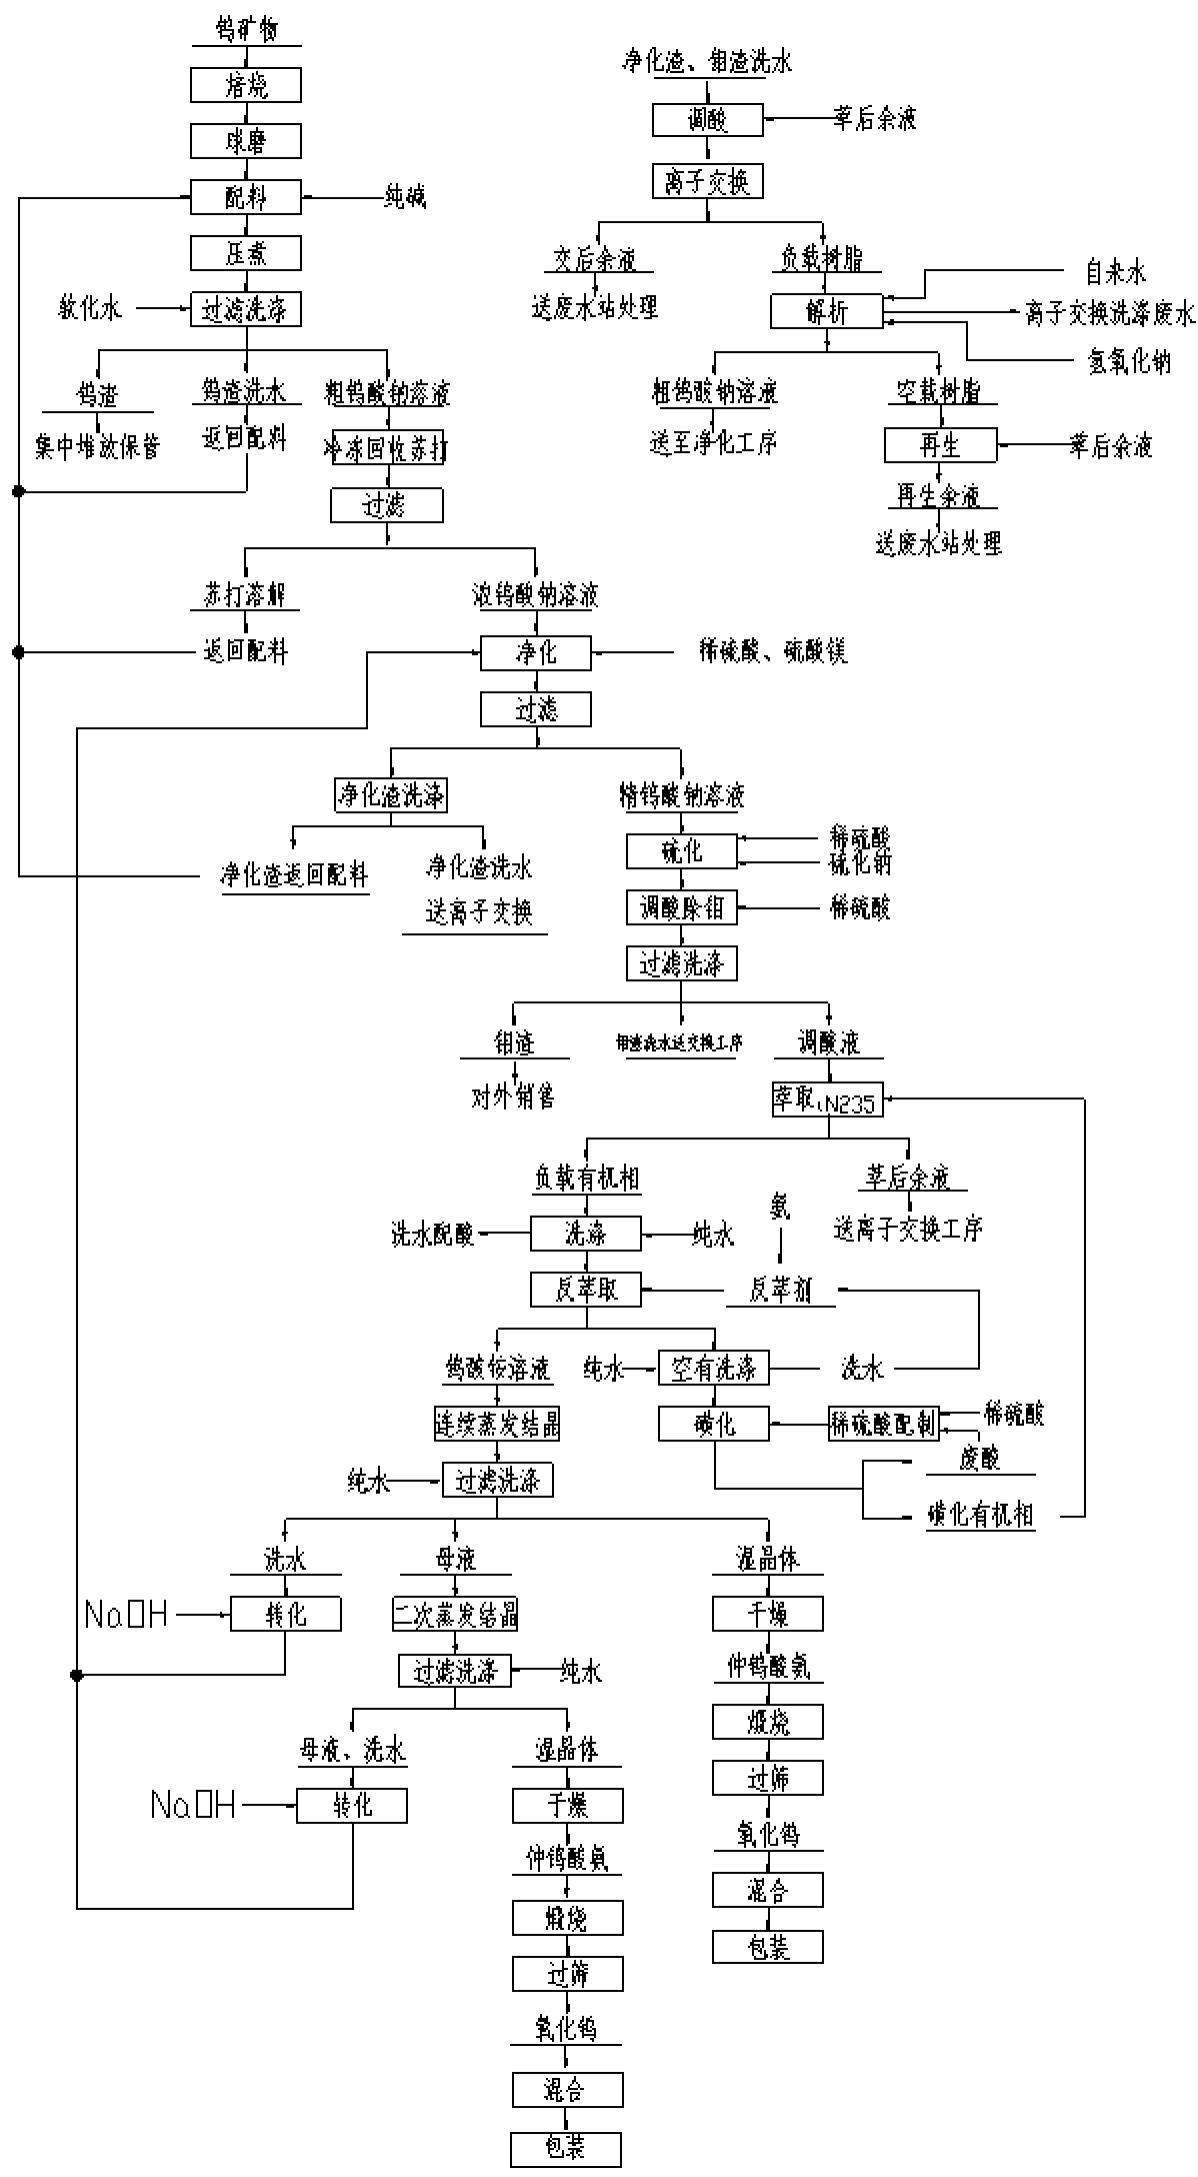 钨矿物
焙烧
球磨
配料
纯碱
压煮
软化水
过滤洗涤
钨渣
钨渣洗水
粗钨酸钠溶液
集中堆放保管
返回配料
冷冻回收苏打
过滤
苏打溶解
浓钨酸钠溶液
返回配料
净化
稀硫酸、硫酸镁
过滤
净化渣洗涤
精钨酸钠溶液
净化渣返回配料
净化渣洗水
送离子交换
硫化
稀硫酸
硫化钠
调酸除钼
稀硫酸
过滤洗涤
钼渣
钼渣洗水送交换工序
调酸液
对外销售
萃取(N235
负载有机相
萃后余液
送离子交换工序
洗水配酸
洗涤
纯水
氨
反萃取
反萃剂
钨酸铵溶液
纯水
空有洗涤
洗水
连续蒸发结晶
磺化
稀硫酸配制
稀硫酸
废酸
磺化有机相
纯水
过滤洗涤
洗水
母液
湿晶体
NaOH
转化
二次蒸发结晶
干燥
过滤洗涤
纯水
仲钨酸氨
煅烧
母液、洗水
湿晶体
过筛
NaOH
转化
干燥
氧化钨
仲钨酸氨
混合
煅烧
包装
过筛
氧化钨
混合
包装
净化渣、钼渣洗水
调酸
萃后余液
离子交换
交后余液
负载树脂
送废水站处理
解析
自来水
离子交换洗涤废水
氢氧化钠
粗钨酸钠溶液
空载树脂
送至净化工序
再生
萃后余液
再生余液
送废水站处理